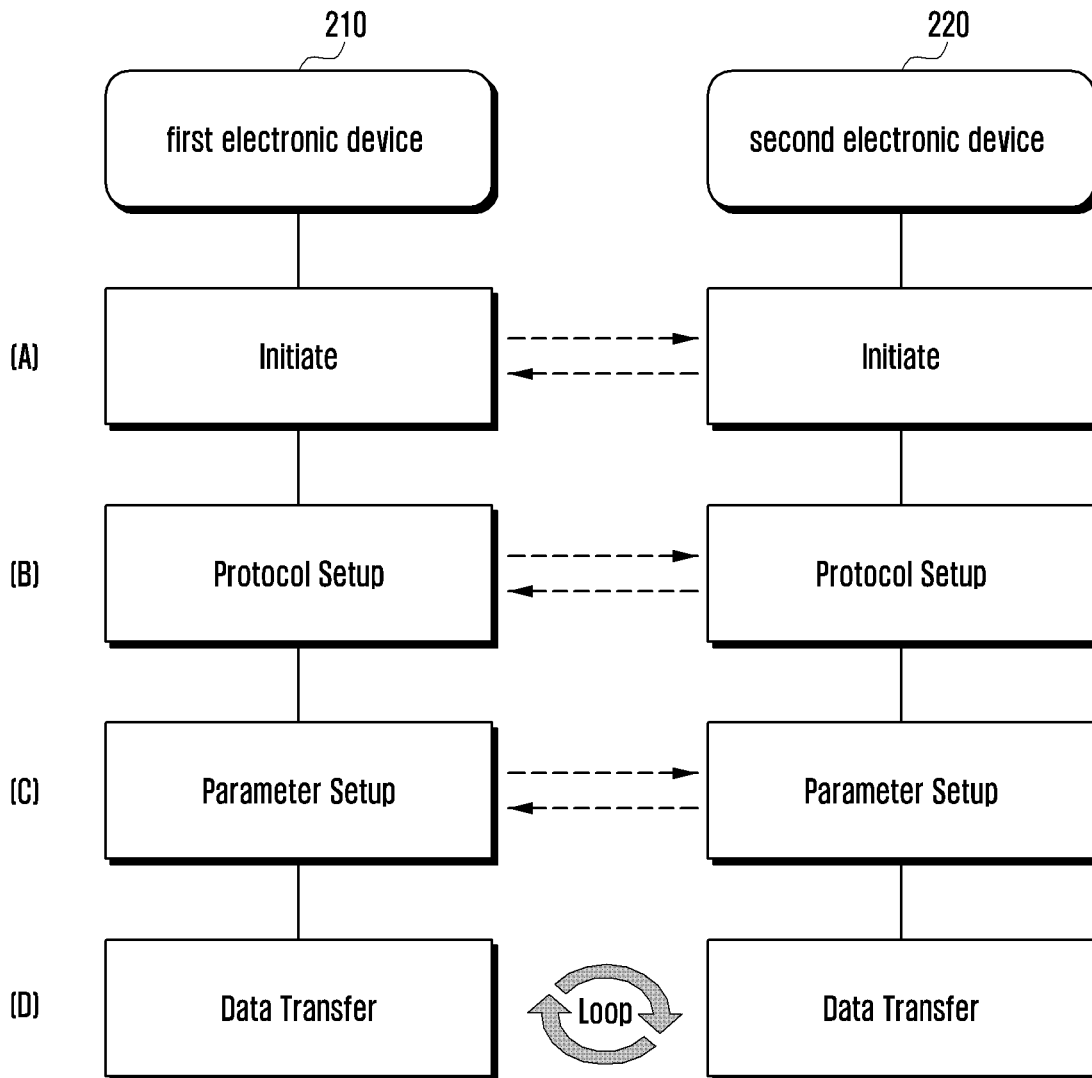 210 220
first electronic device second electronic device
(A) Initiate Initiate
(B) Protocol Setup Protocol Setup
(C) Parameter Setup Parameter Setup
(D) Data Transfer Loop Data Transfer